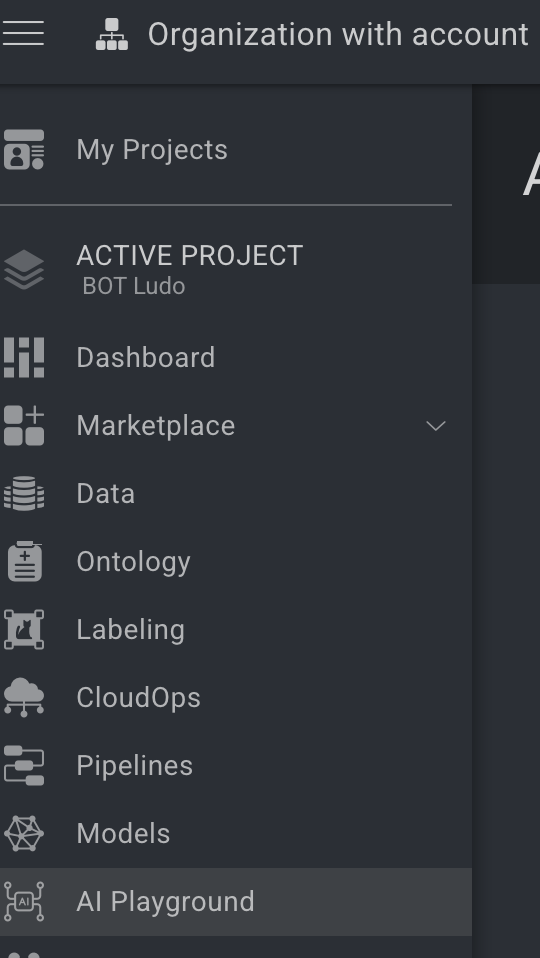 Organization with account
My Projects
ACTIVE PROJECT
BOT Ludo
Dashboard
Marketplace
Data
Ontology
Labeling
CloudOps
Pipelines
Models
AI
AI Playground